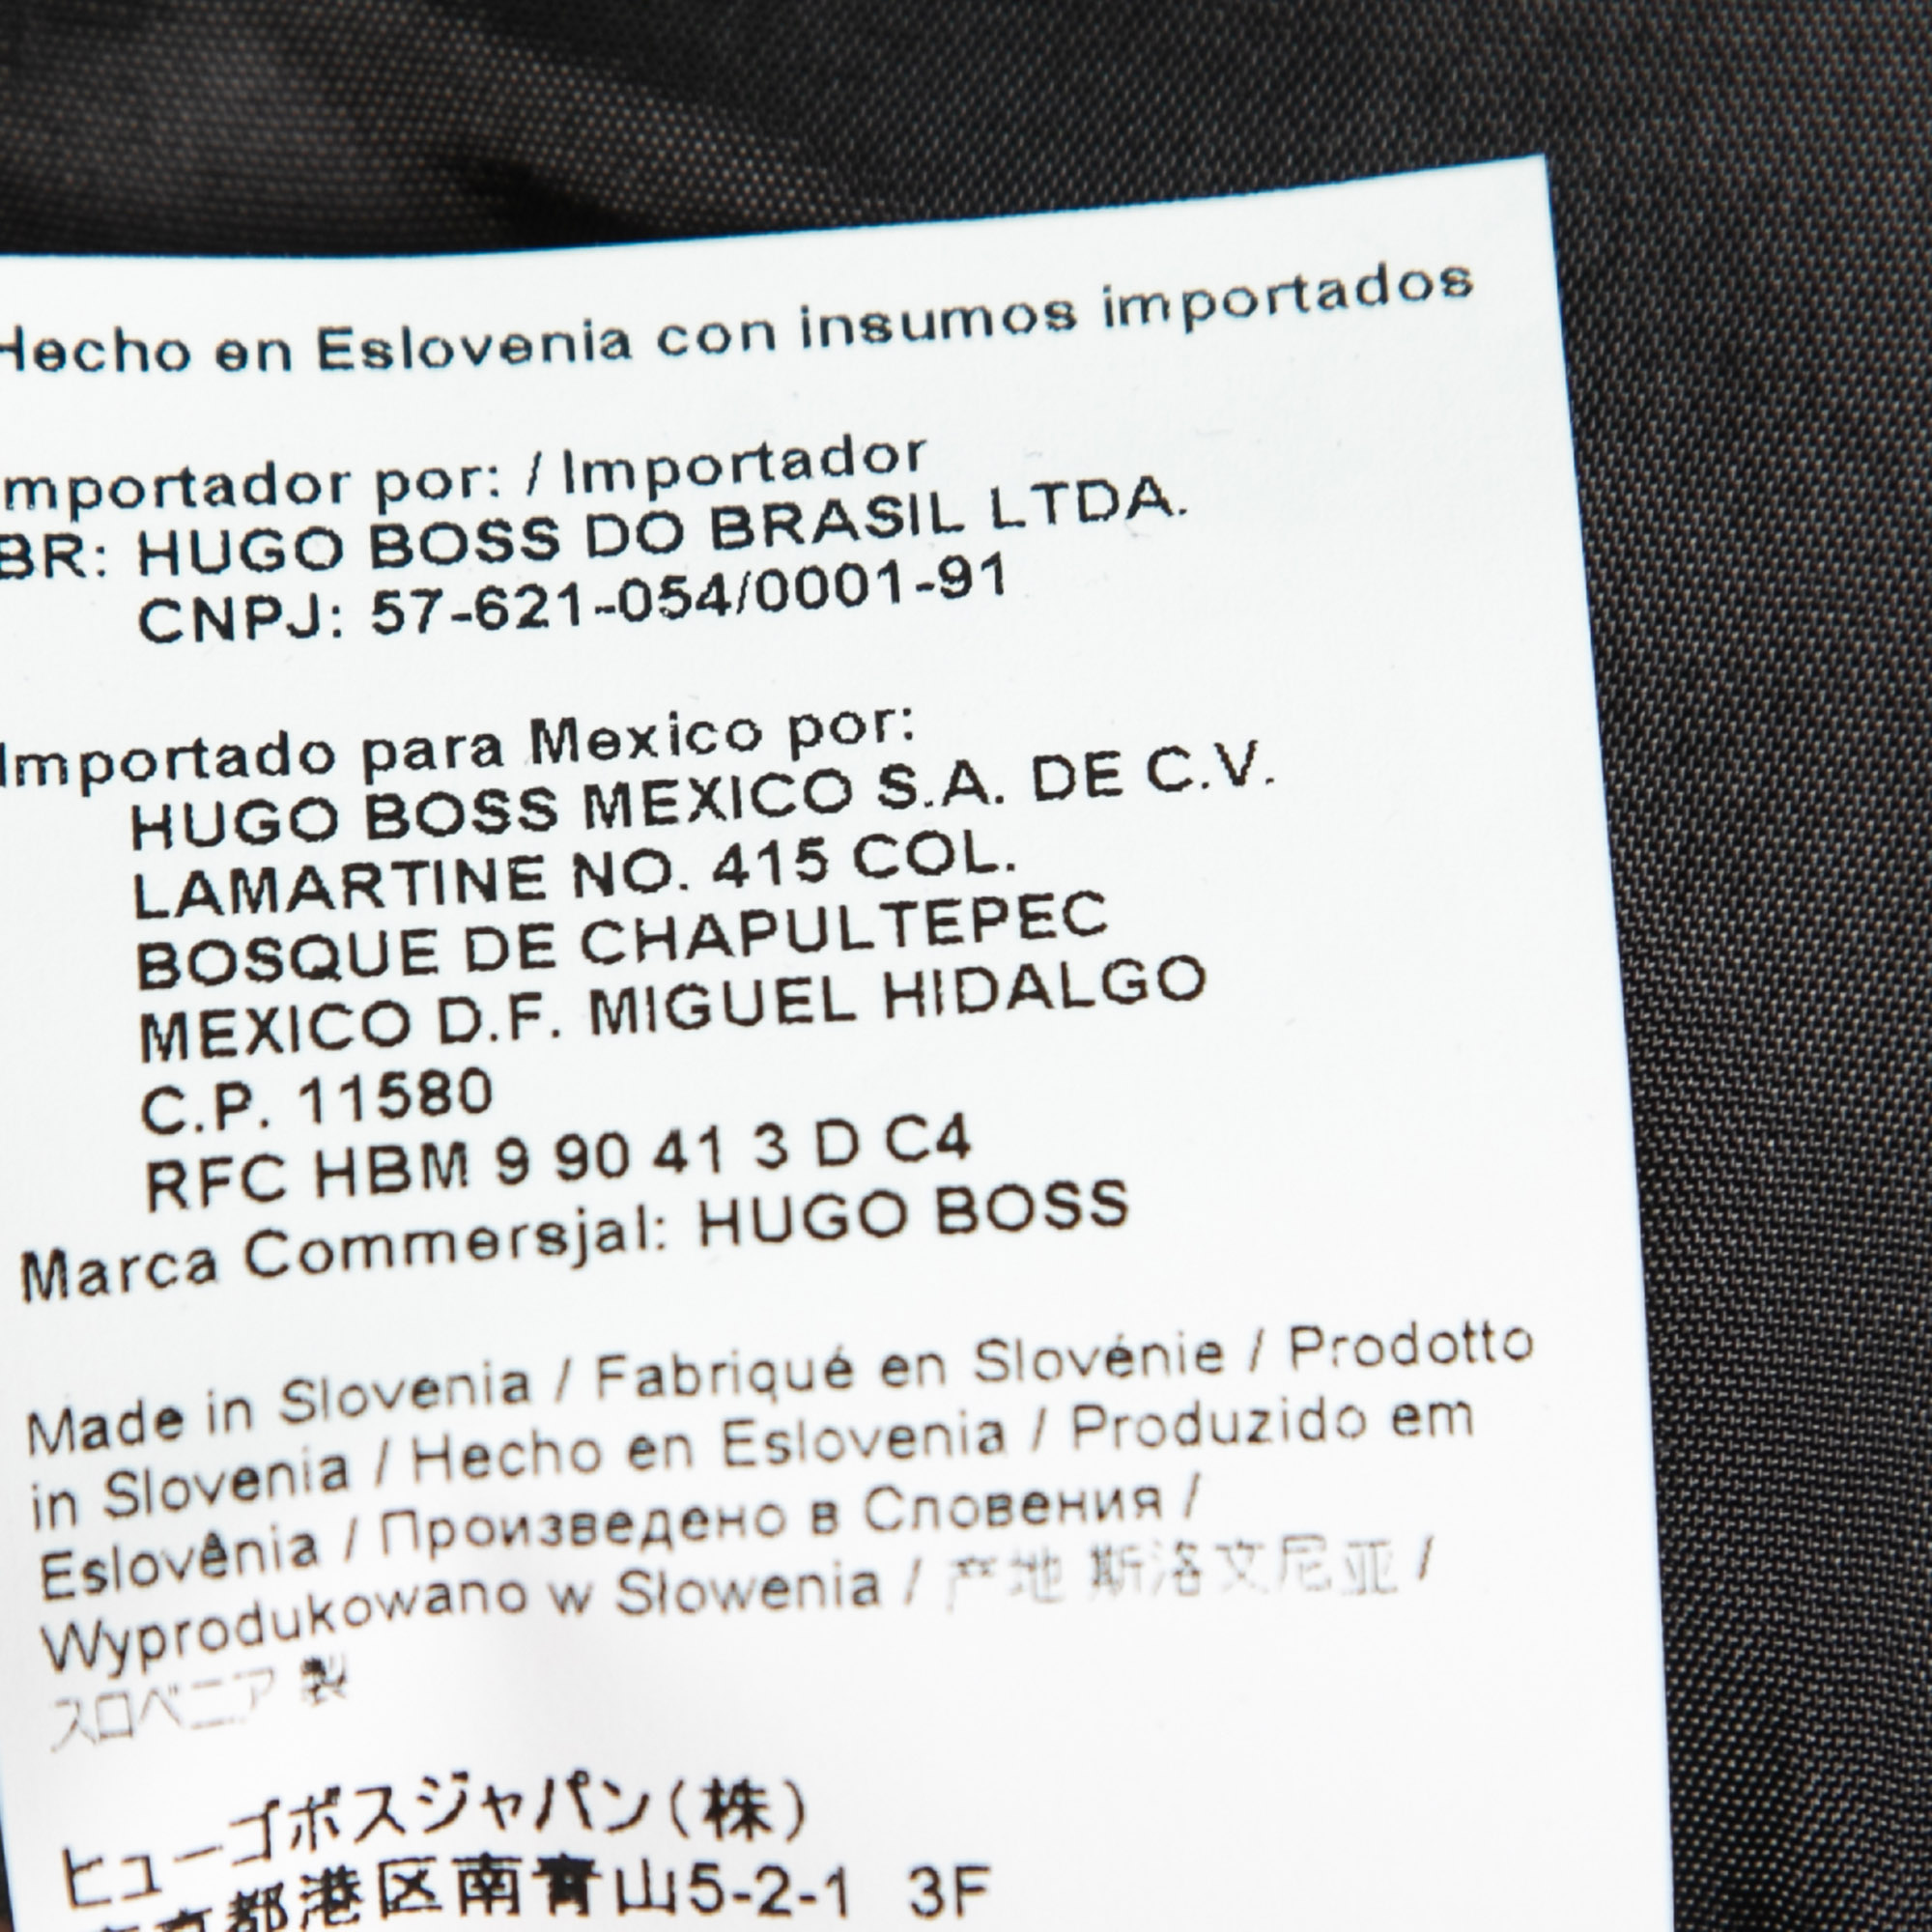 Hecho en Eslovenia con insumos importados
Importador por: / Importador
BR: HUGO BOSS DO BRASIL LTDA.
CNPJ: 57-621-054/0001-91
Importado para Mexico por:
HUGO BOSS MEXICO S.A. DE C.V.
LAMARTINE NO. 415 COL.
BOSQUE DE CHAPULTEPEC
MEXICO D.F. MIGUEL HIDALGO
C.P. 11580
RFC HBM 9 90 41 3 D C4
Marca Commersjal: HUGO BOSS
Made in Slovenia / Fabriqué en Slovénie / Prodotto
in Slovenia / Hecho en Eslovenia / Produzido em
Eslovênia / Произведено в Словения /
Wyprodukowano w Słowenia / 产地 斯洛文尼亚 /
スロベニア 製
ヒューゴボスジャパン(株)
東京都港区南青山5-2-1 3F